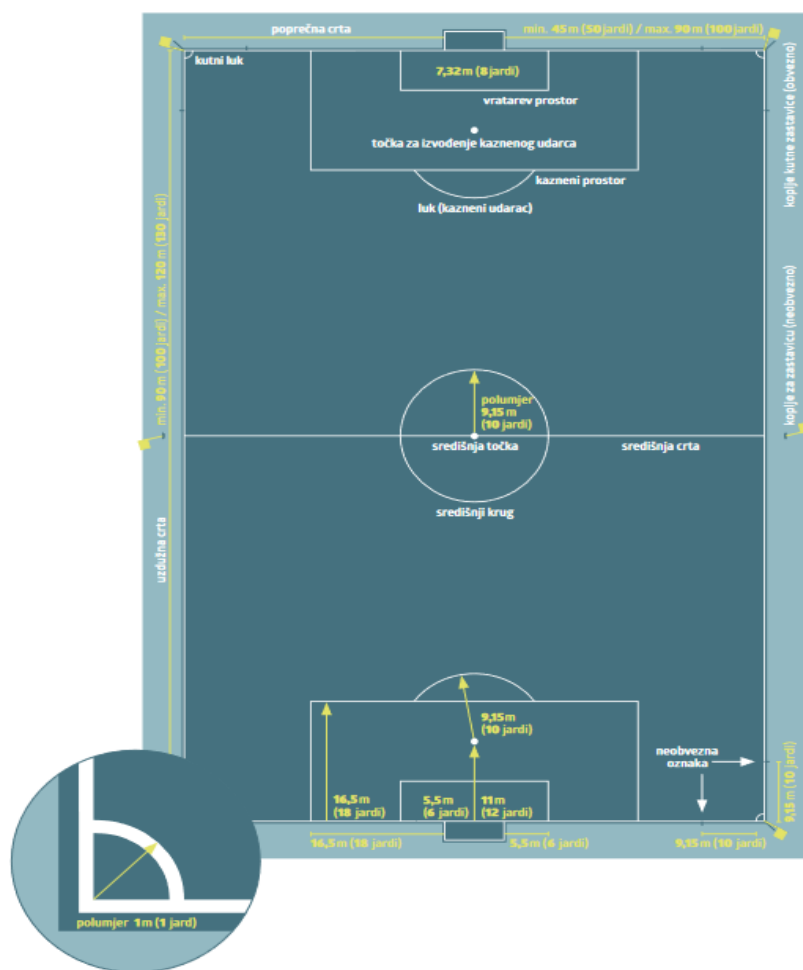 poprečna crta
min. 45 m (50 jardi) / max. 90 m (100 jardi)
kutni luk
7,32 m (8 jardi)
vratarev prostor
točka za izvođenje kaznenog udarca
kazneni prostor
luk (kazneni udarac)
koplje kutne zastavice (obvezno)
min. 90 m (100 jardi) / max. 120 m (130 jardi)
koplje za zastavicu (neobvezno)
polumjer
9,15 m
(10 jardi)
središnja točka
središnja crta
središnji krug
uzdužna crta
9,15 m
(10 jardi)
neobvezna
oznaka
16,5 m
(18 jardi)
5,5 m
(6 jardi)
11 m
(12 jardi)
9,15 m (10 jardi)
16,5 m (18 jardi)
5,5 m (6 jardi)
9,15 m (10 jardi)
polumjer 1 m (1 jard)